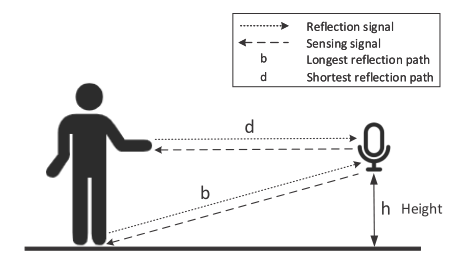 Reflection signal
Sensing signal
b Longest reflection path
d Shortest reflection path
d
b
h Height